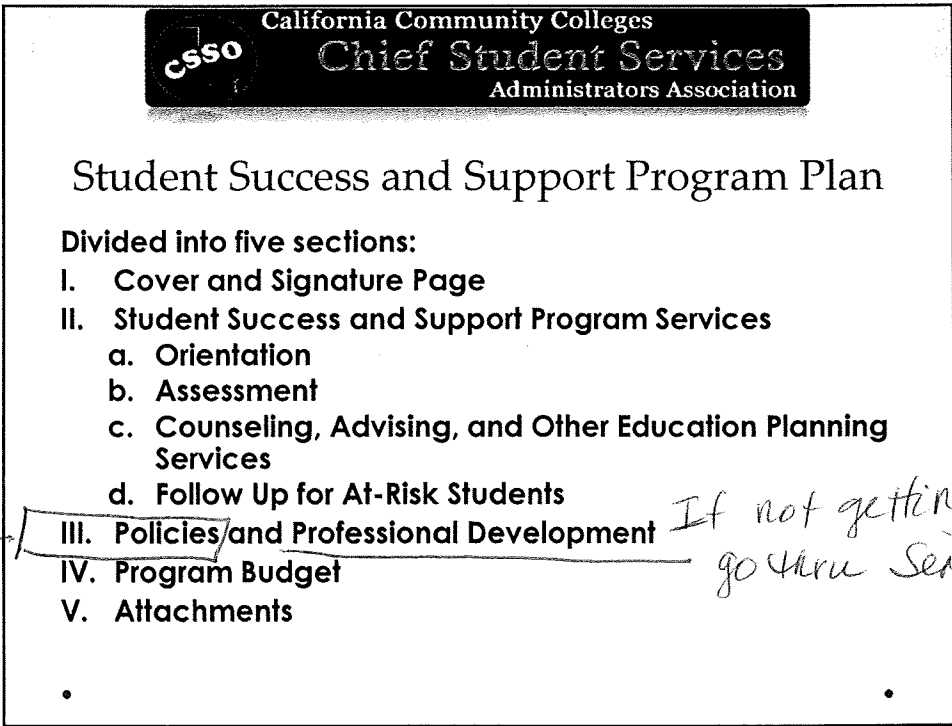 California Community Colleges
CSSO
Chief Student Services
Administrators Association
Student Success and Support Program Plan
Divided into five sections:
I. Cover and Signature Page
II. Student Success and Support Program Services
a. Orientation
b. Assessment
c. Counseling, Advising, and Other Education Planning
Services
d. Follow Up for At-Risk Students
III. Policies and Professional Development
If not gettin
go thru Sen
IV. Program Budget
V. Attachments